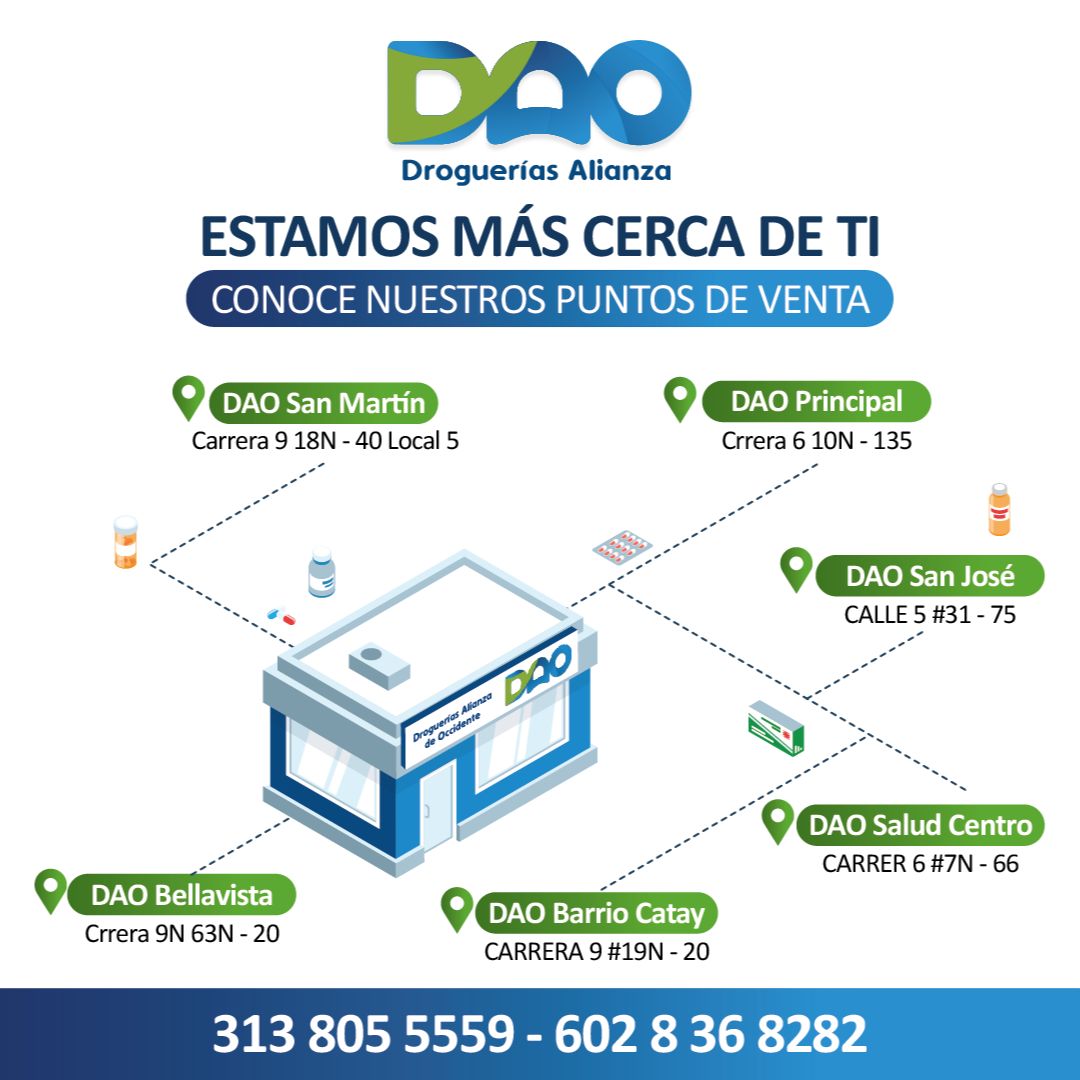 DAO
Droguerías Alianza
ESTAMOS MÁS CERCA DE TI
CONOCE NUESTROS PUNTOS DE VENTA
DAO San Martín
Carrera 9 18N - 40 Local 5
DAO Principal
Crrera 6 10N - 135
DAO San José
CALLE 5 #31 - 75
Droguerías Alianza
de Occidente
DAO
DAO Salud Centro
CARRER 6 #7N - 66
DAO Bellavista
Crrera 9N 63N - 20
DAO Barrio Catay
CARRERA 9 #19N - 20
313 805 5559 - 602 8 36 8282